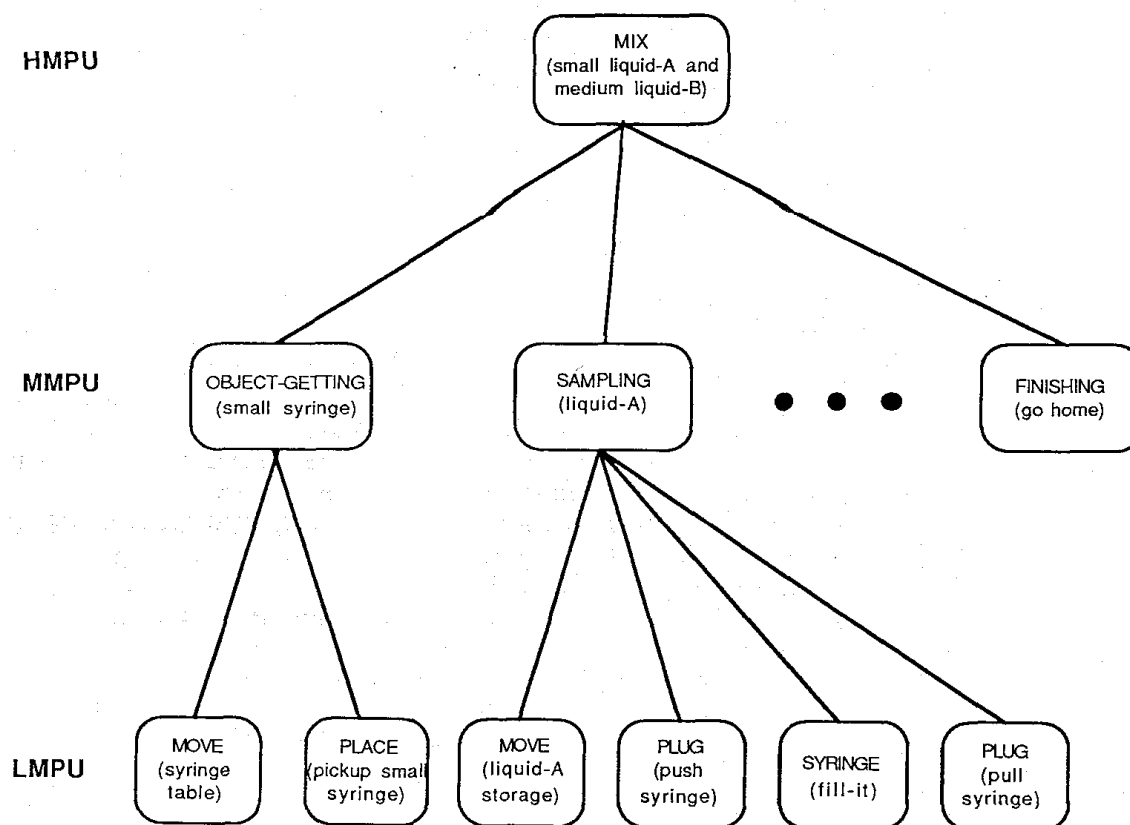 HMPU
MIX
(small liquid-A and
medium liquid-B)
MMPU
OBJECT-GETTING
(small syringe)
SAMPLING
(liquid-A)
FINISHING
(go home)
LMPU
MOVE
(syringe
table)
PLACE
(pickup small
syringe)
MOVE
(liquid-A
storage)
PLUG
(push
syringe)
SYRINGE
(fill-it)
PLUG
(pull
syringe)